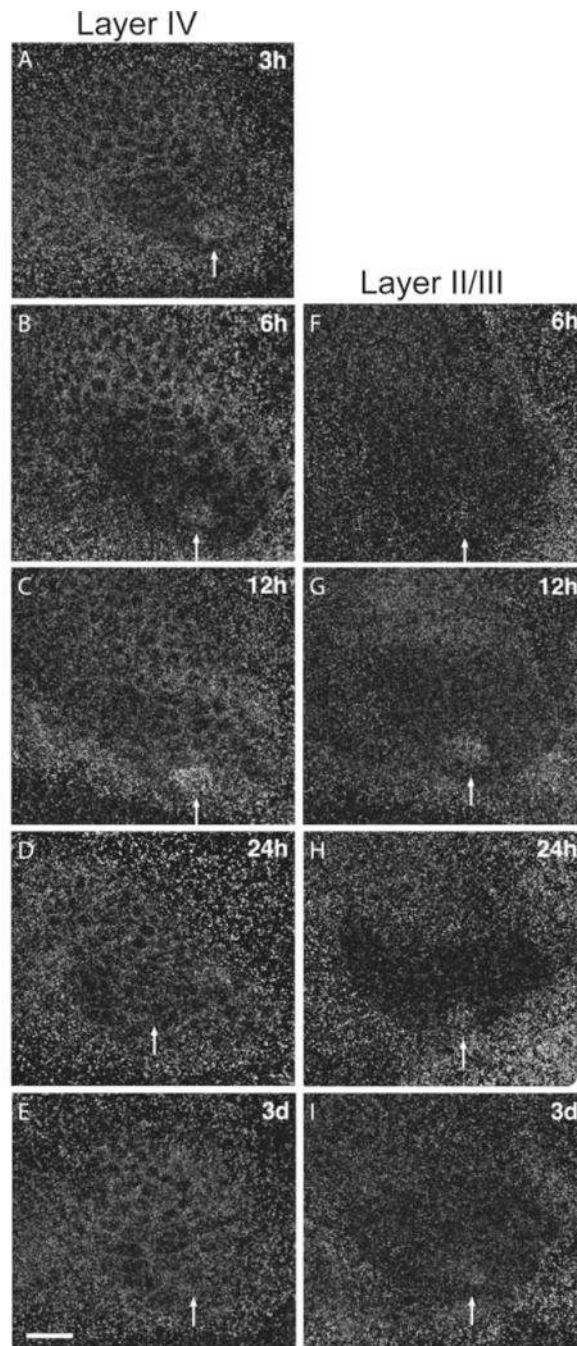 Layer IV
A 3h
Layer II/III
B 6h
F 6h
C 12h
G 12h
D 24h
H 24h
E 3d
I 3d